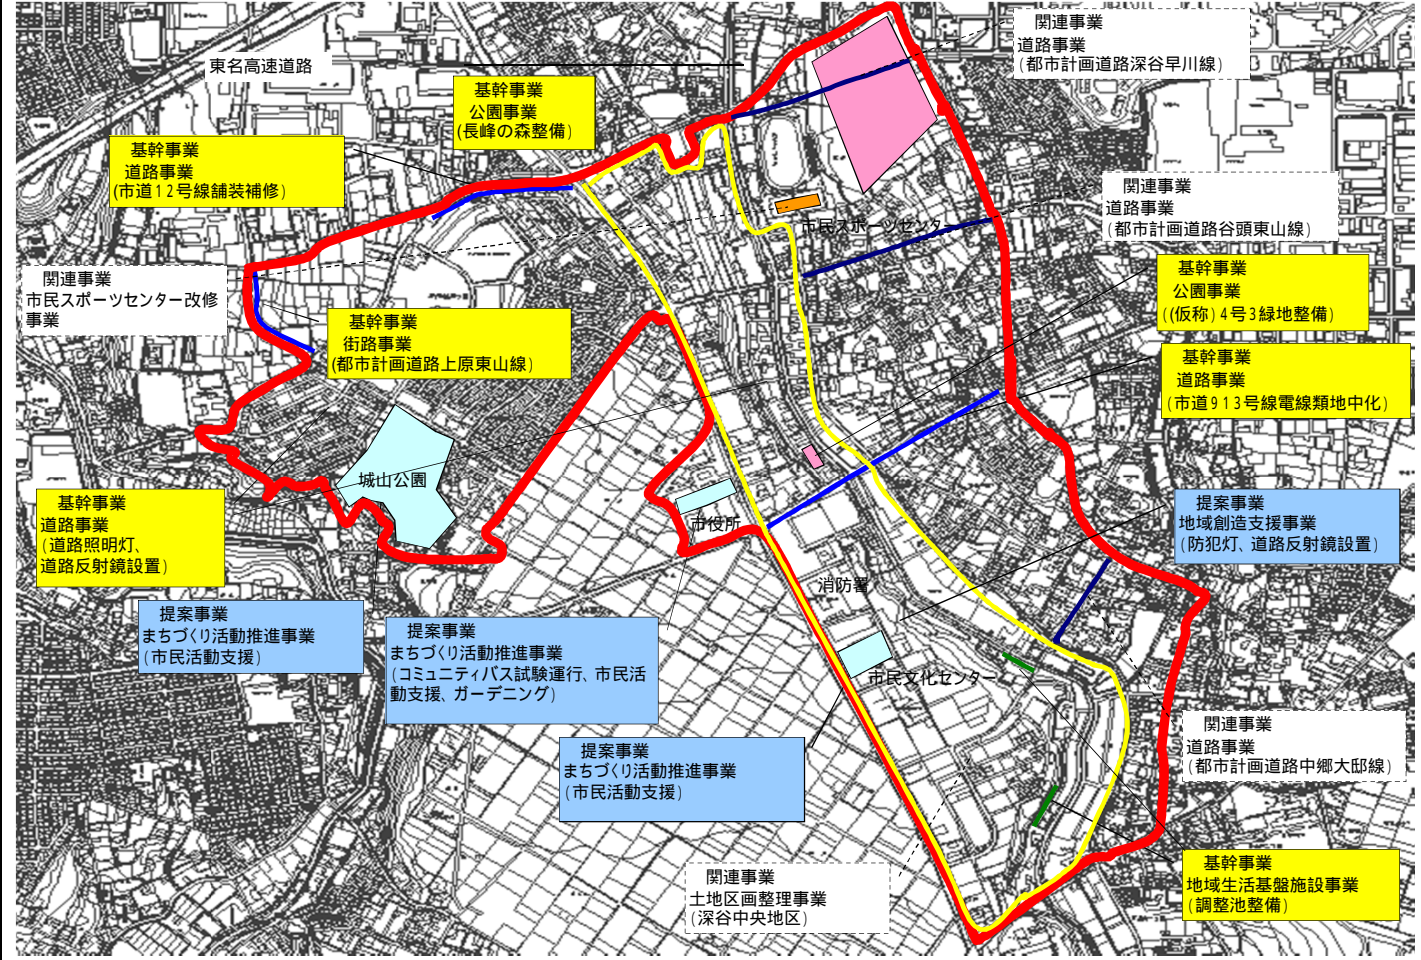 関連事業
道路事業
(都市計画道路深谷早川線)
東名高速道路
基幹事業
公園事業
(長峰の森整備)
基幹事業
道路事業
(市道12号線舗装補修)
関連事業
道路事業
(都市計画道路谷頭東山線)
市民スポーツセンター
関連事業
市民スポーツセンター改修
事業
基幹事業
公園事業
((仮称)4号3緑地整備)
基幹事業
街路事業
(都市計画道路上原東山線)
基幹事業
道路事業
(市道913号線電線類地中化)
城山公園
基幹事業
道路事業
(道路照明灯、
道路反射鏡設置)
市役所
提案事業
地域創造支援事業
(防犯灯、道路反射鏡設置)
消防署
提案事業
まちづくり活動推進事業
(市民活動支援)
提案事業
まちづくり活動推進事業
(コミュニティバス試験運行、市民活
動支援、ガーデニング)
市民文化センター
関連事業
道路事業
(都市計画道路中郷大邸線)
提案事業
まちづくり活動推進事業
(市民活動支援)
関連事業
土地区画整理事業
(深谷中央地区)
基幹事業
地域生活基盤施設事業
(調整池整備)